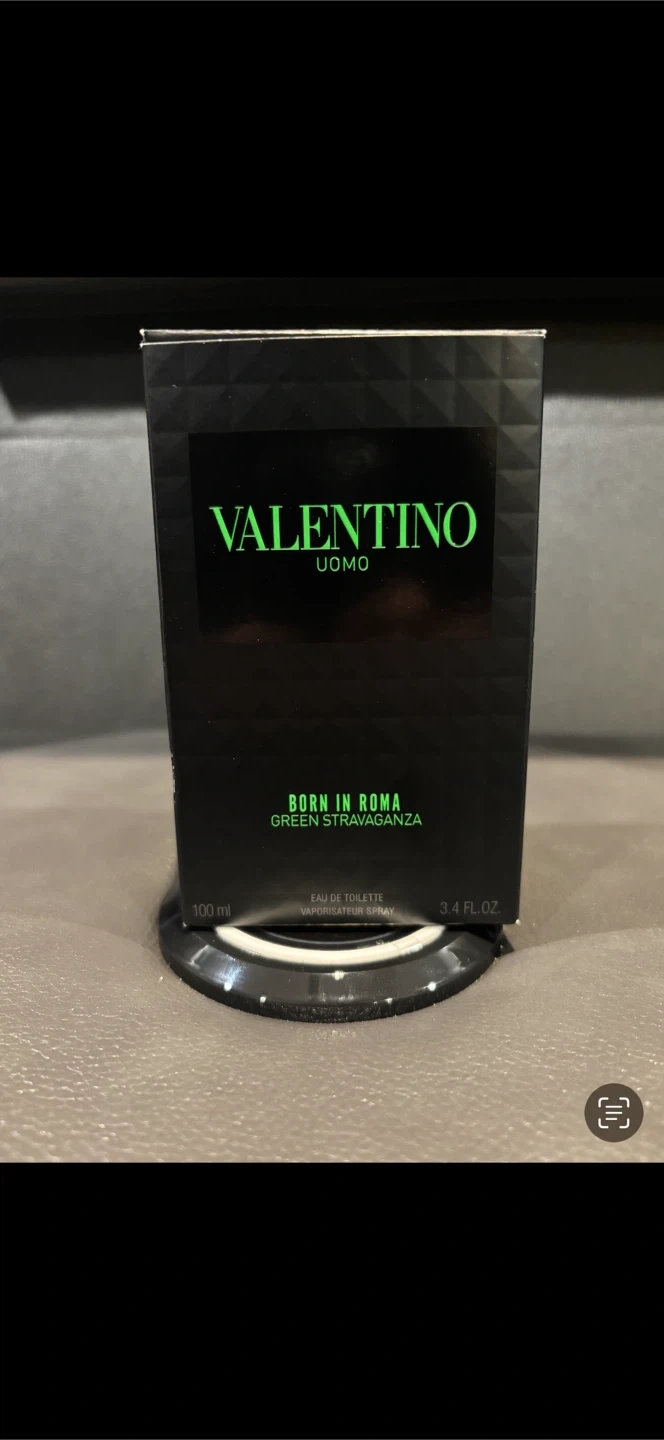 VALENTINO
UOMO
BORN IN ROMA
GREEN STRAVAGANZA
EAU DE TOILETTE
100 ml VAPORISATEUR SPRAY 3.4 FL.OZ.